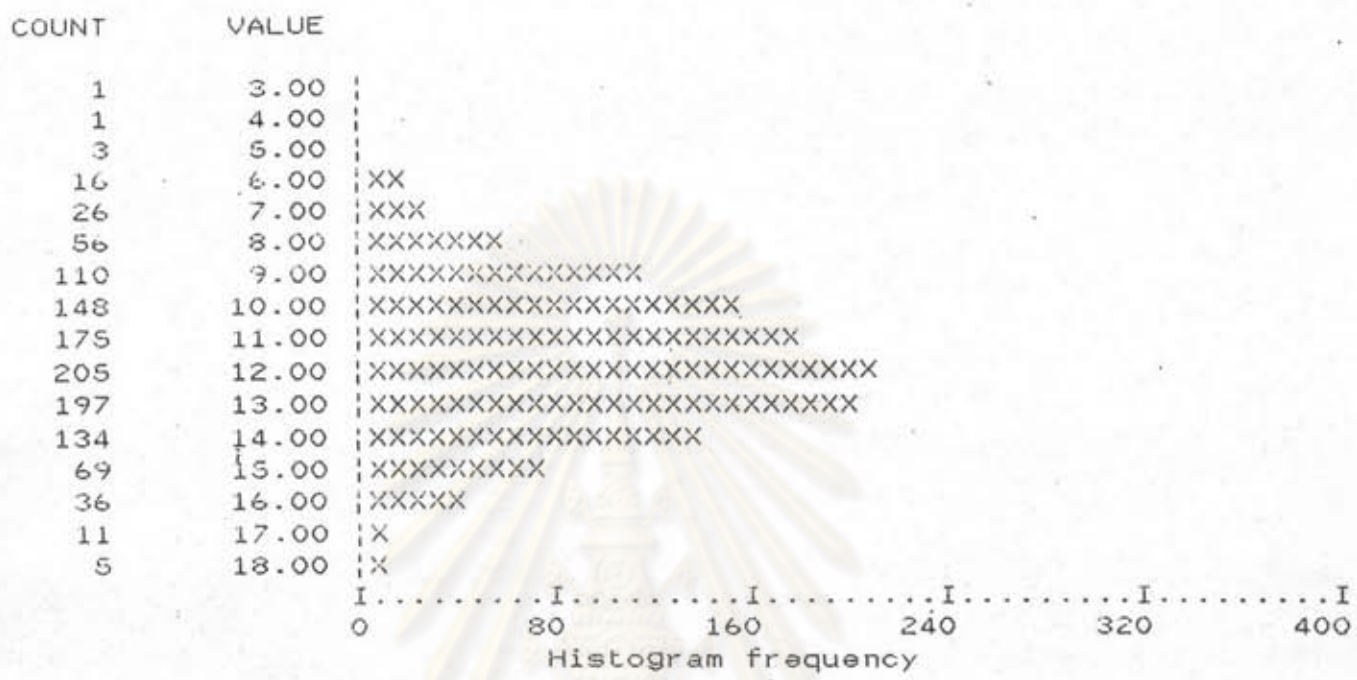 COUNT VALUE
1 3.00
1 4.00
3 5.00
16 6.00 XX
26 7.00 XXX
56 8.00 XXXXXXX
110 9.00 XXXXXXXXXXXXXX
148 10.00 XXXXXXXXXXXXXXXXXXX
175 11.00 XXXXXXXXXXXXXXXXXXXXXX
205 12.00 XXXXXXXXXXXXXXXXXXXXXXXXXX
197 13.00 XXXXXXXXXXXXXXXXXXXXXXXXX
134 14.00 XXXXXXXXXXXXXXXXX
69 15.00 XXXXXXXXX
36 16.00 XXXXX
11 17.00 X
5 18.00 X
I.........I.........I.........I.........I.........I
0 80 160 240 320 400
Histogram frequency